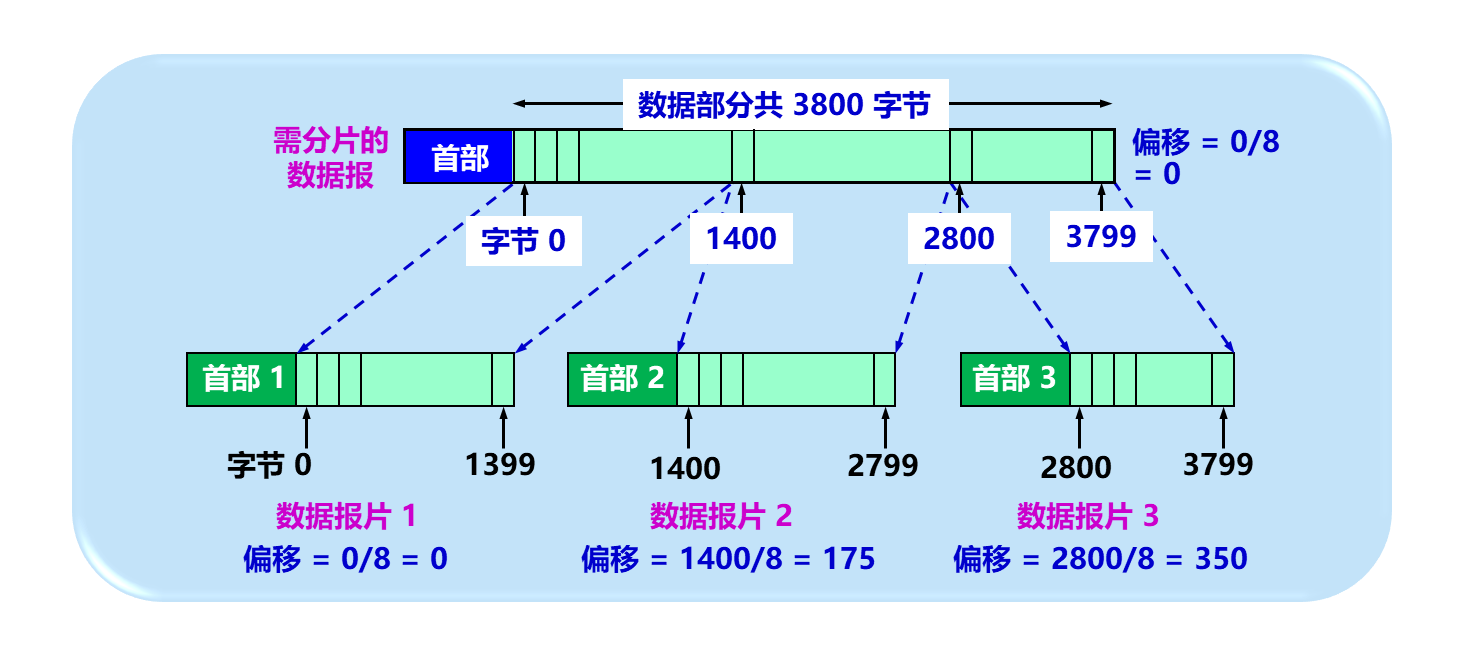 数据部分共 3800 字节
需分片的
数据报
首部
偏移 = 0/8
= 0
字节 0
1400
2800
3799
首部 1
首部 2
首部 3
字节 0
1399
1400
2799
2800
3799
数据报片 1
数据报片 2
数据报片 3
偏移 = 0/8 = 0
偏移 = 1400/8 = 175
偏移 = 2800/8 = 350